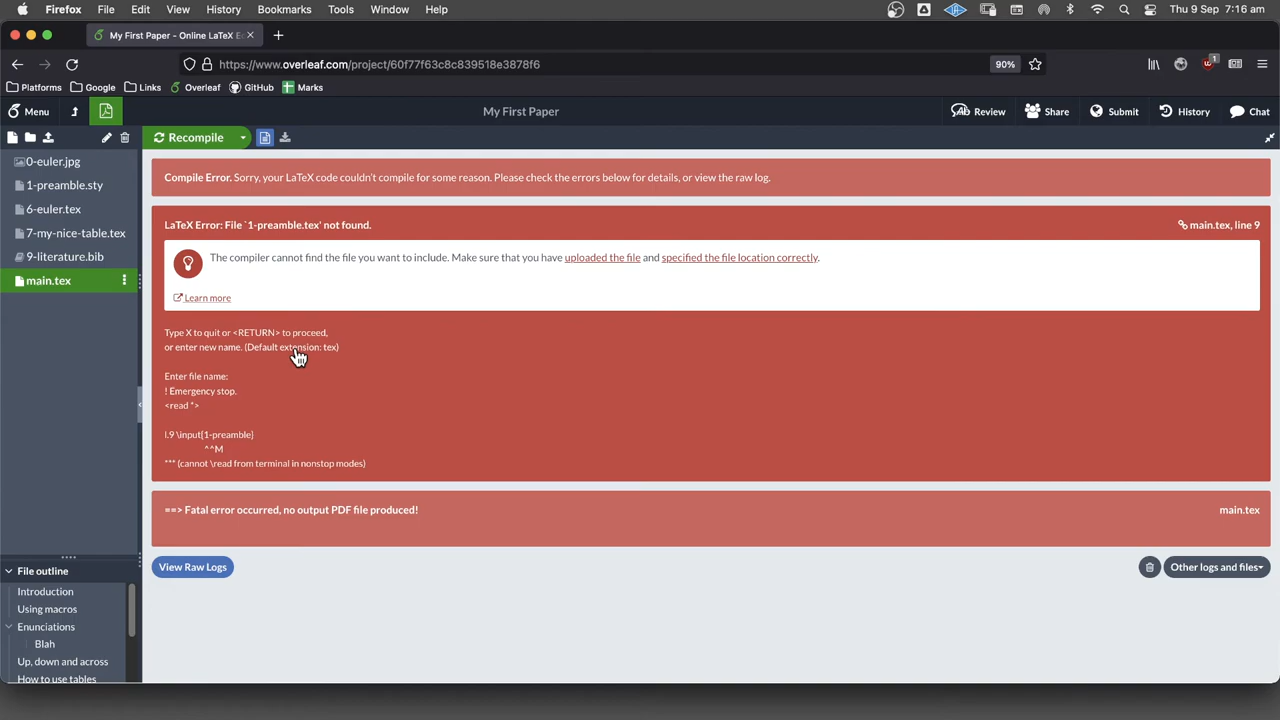 Firefox File Edit View History Bookmarks Tools Window Help Thu 9 Sep 7:16 am
My First Paper - Online LaTeX E
https://www.overleaf.com/project/60f77f63c8c839518e3878f6 90%
Platforms Google Links Overleaf GitHub Marks
Menu My First Paper Review Share Submit History Chat
Recompile
0-euler.jpg
1-preamble.sty
6-euler.tex
7-my-nice-table.tex
9-literature.bib
main.tex
Compile Error. Sorry, your LaTeX code couldn't compile for some reason. Please check the errors below for details, or view the raw log.
LaTeX Error: File `1-preamble.tex' not found. main.tex, line 9
The compiler cannot find the file you want to include. Make sure that you have uploaded the file and specified the file location correctly.
Learn more
Type X to quit or <RETURN> to proceed,
or enter new name. (Default extension: tex)
Enter file name:
! Emergency stop.
<read *>
l.9 \input{1-preamble}
^^M
*** (cannot \read from terminal in nonstop modes)
==> Fatal error occurred, no output PDF file produced! main.tex
View Raw Logs Other logs and files
File outline
Introduction
Using macros
Enunciations
Blah
Up, down and across
How to use tables